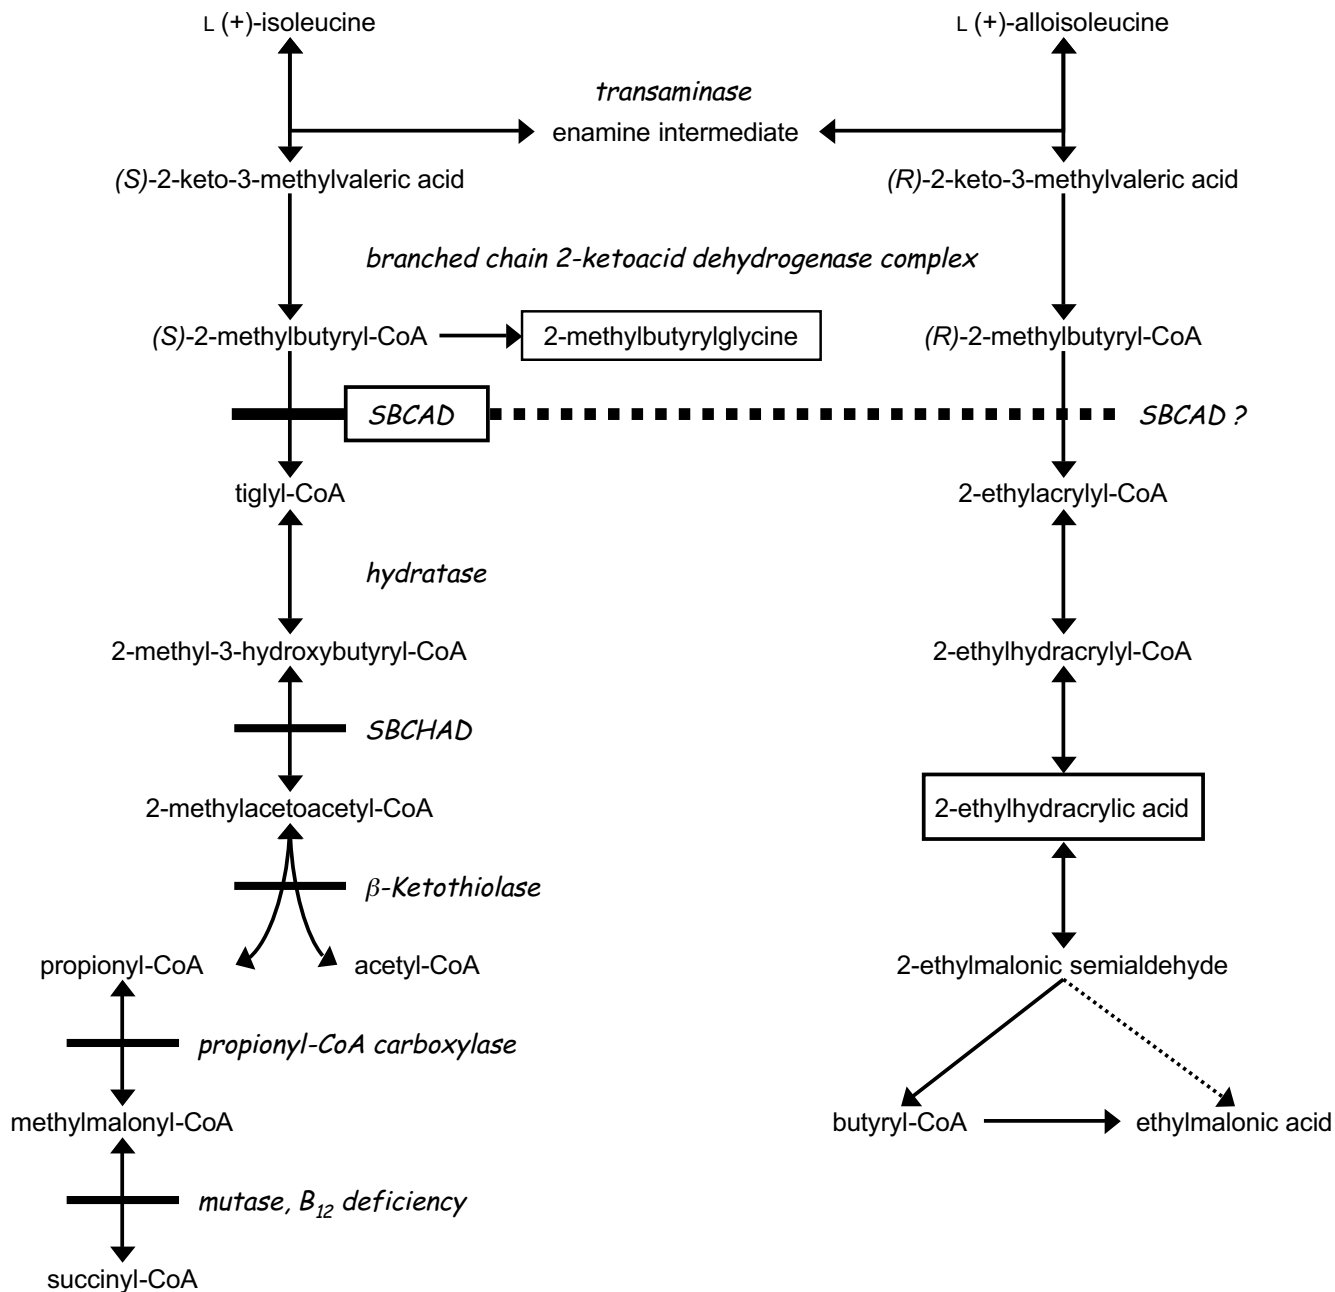 L (+)-isoleucine
L (+)-alloisoleucine
transaminase
enamine intermediate
(S)-2-keto-3-methylvaleric acid
(R)-2-keto-3-methylvaleric acid
branched chain 2-ketoacid dehydrogenase complex
(S)-2-methylbutyryl-CoA
2-methylbutyrylglycine
(R)-2-methylbutyryl-CoA
SBCAD
SBCAD ?
tiglyl-CoA
2-ethylacrylyl-CoA
hydratase
2-methyl-3-hydroxybutyryl-CoA
2-ethylhydracrylyl-CoA
SBCHAD
2-methylacetoacetyl-CoA
2-ethylhydracrylic acid
β-Ketothiolase
propionyl-CoA
acetyl-CoA
2-ethylmalonic semialdehyde
propionyl-CoA carboxylase
methylmalonyl-CoA
butyryl-CoA
ethylmalonic acid
mutase, B12 deficiency
succinyl-CoA